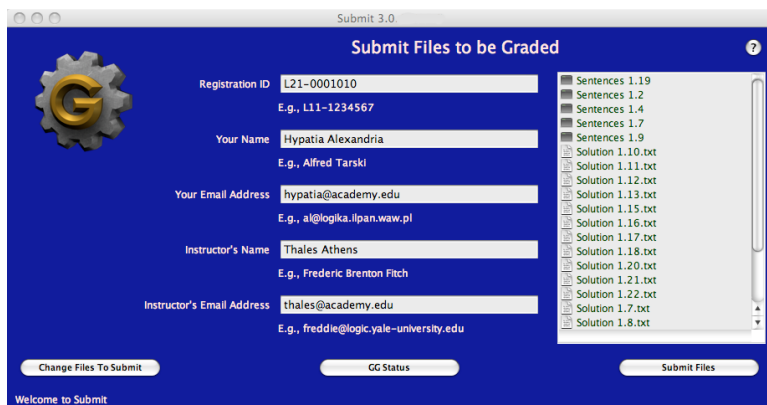 Submit 3.0
Submit Files to be Graded
?
G
Registration ID
L21-0001010
E.g., L11-1234567
Your Name
Hypatia Alexandria
E.g., Alfred Tarski
Your Email Address
hypatia@academy.edu
E.g., al@logika.ilpan.waw.pl
Instructor's Name
Thales Athens
E.g., Frederic Brenton Fitch
Instructor's Email Address
thales@academy.edu
E.g., freddie@logic.yale-university.edu
Sentences 1.19
Sentences 1.2
Sentences 1.4
Sentences 1.7
Sentences 1.9
Solution 1.10.txt
Solution 1.11.txt
Solution 1.12.txt
Solution 1.13.txt
Solution 1.15.txt
Solution 1.16.txt
Solution 1.17.txt
Solution 1.18.txt
Solution 1.20.txt
Solution 1.21.txt
Solution 1.22.txt
Solution 1.7.txt
Solution 1.8.txt
Change Files To Submit
GG Status
Submit Files
Welcome to Submit